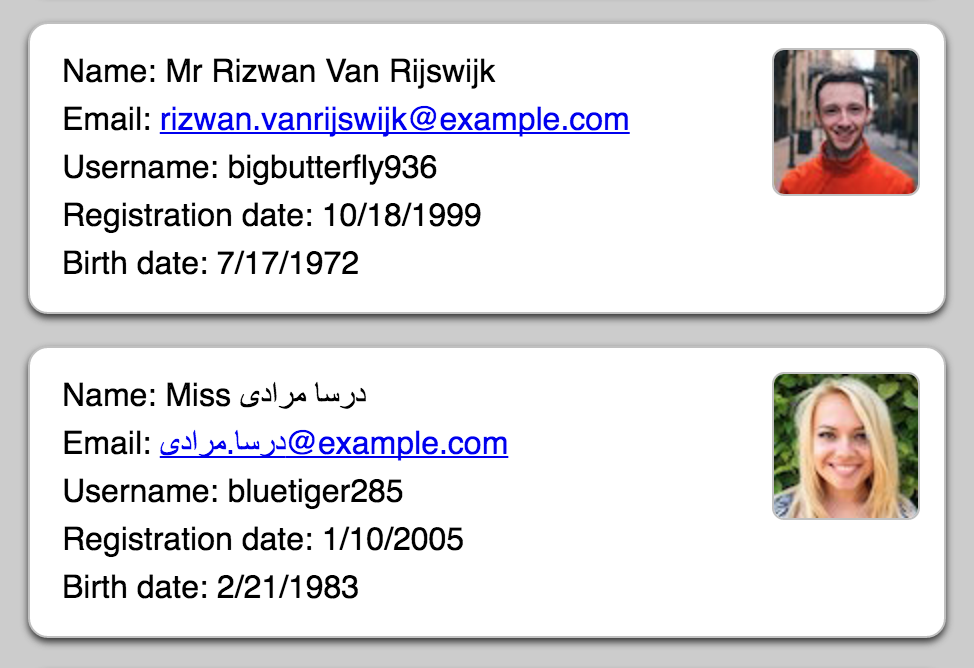 Name: Mr Rizwan Van Rijswijk
Email: rizwan.vanrijswijk@example.com
Username: bigbutterfly936
Registration date: 10/18/1999
Birth date: 7/17/1972
Name: Miss درسا مرادی
Email: درسا.مرادی@example.com
Username: bluetiger285
Registration date: 1/10/2005
Birth date: 2/21/1983